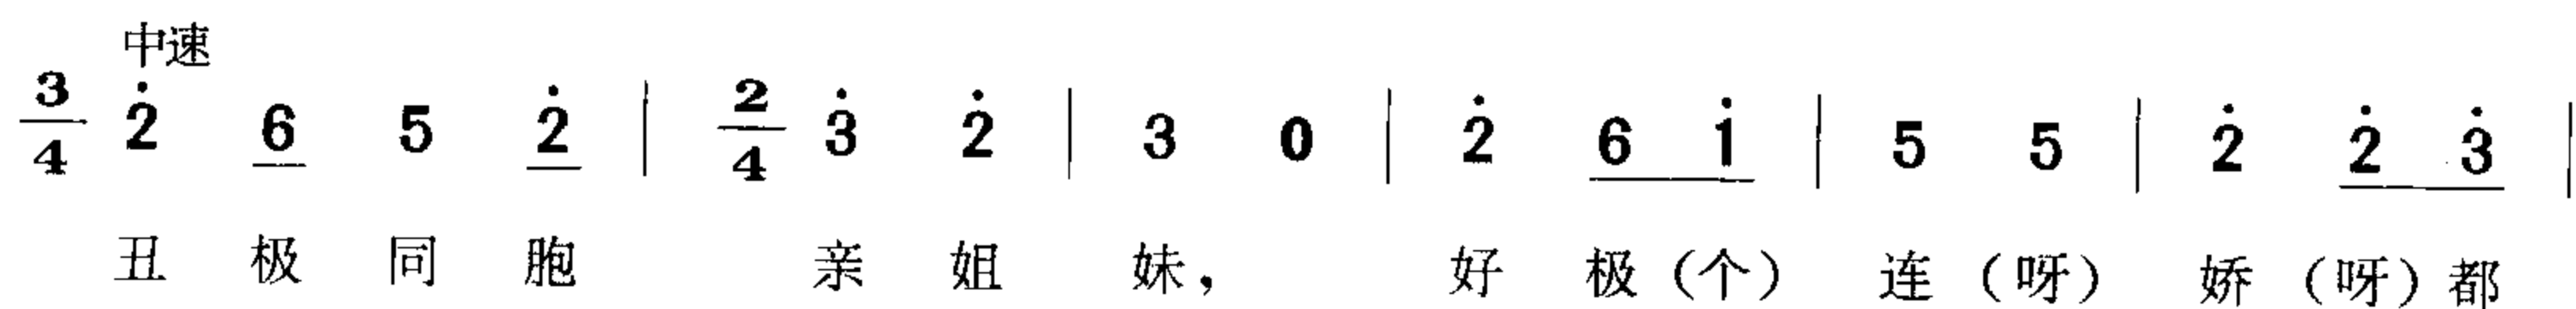 中速
3/4 2̇ 6̲ 5 2̲̇ | 2/4 3̇ 2̇ | 3 0 | 2̇ 6̲ 1̲̇ | 5 5 | 2̇ 2̲̇ 3̲̇ |
丑 极 同 胞 亲 姐 妹， 好 极（个） 连（呀） 娇（呀）都